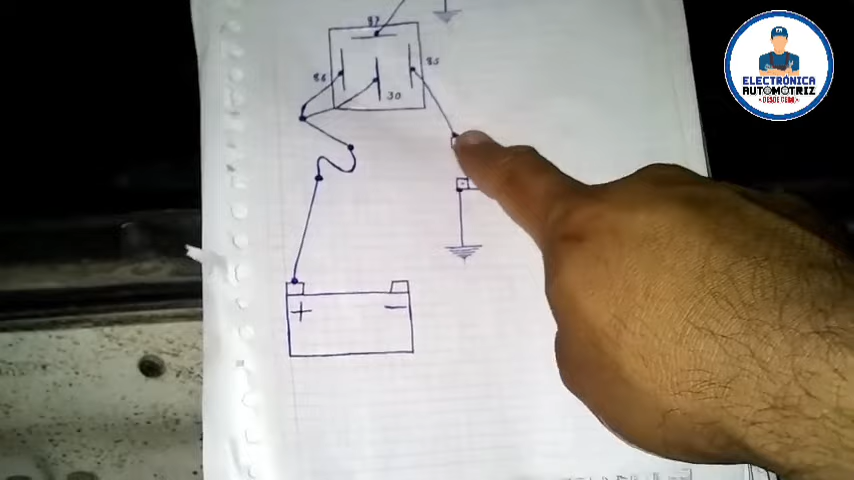 87
86
85
30
+ −
ELECTRÓNICA
AUTOMOTRIZ
DESDE CERO